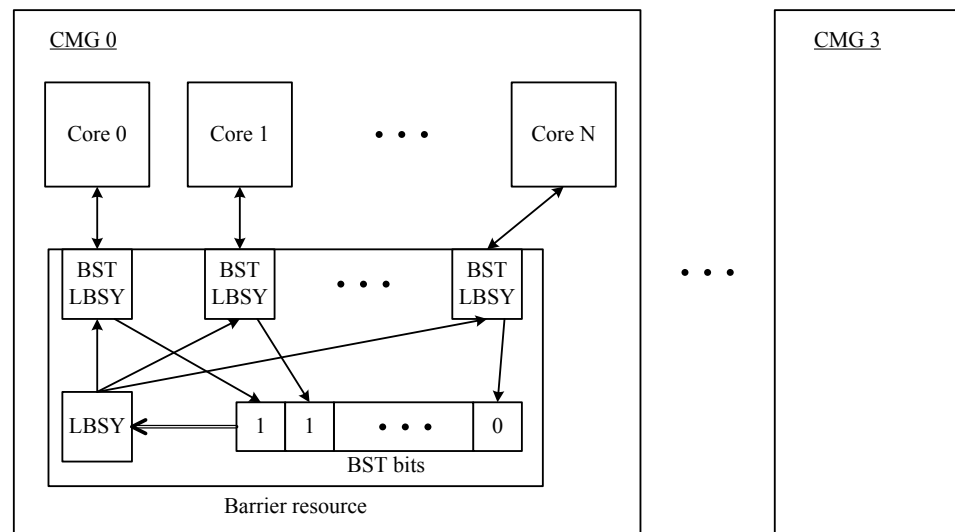 CMG 0
CMG 3
Core 0
Core 1
Core N
BST
LBSY
BST
LBSY
BST
LBSY
LBSY
1
1
0
BST bits
Barrier resource